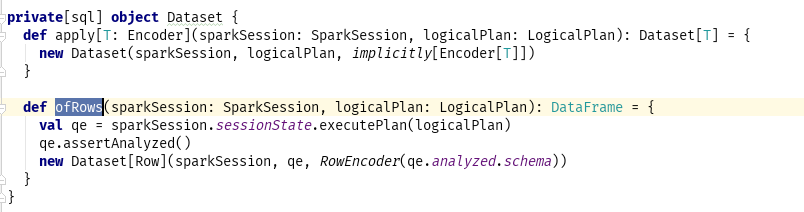 private[sql] object Dataset {
  def apply[T: Encoder](sparkSession: SparkSession, logicalPlan: LogicalPlan): Dataset[T] = {
    new Dataset(sparkSession, logicalPlan, implicitly[Encoder[T]])
  }

  def ofRows(sparkSession: SparkSession, logicalPlan: LogicalPlan): DataFrame = {
    val qe = sparkSession.sessionState.executePlan(logicalPlan)
    qe.assertAnalyzed()
    new Dataset[Row](sparkSession, qe, RowEncoder(qe.analyzed.schema))
  }
}